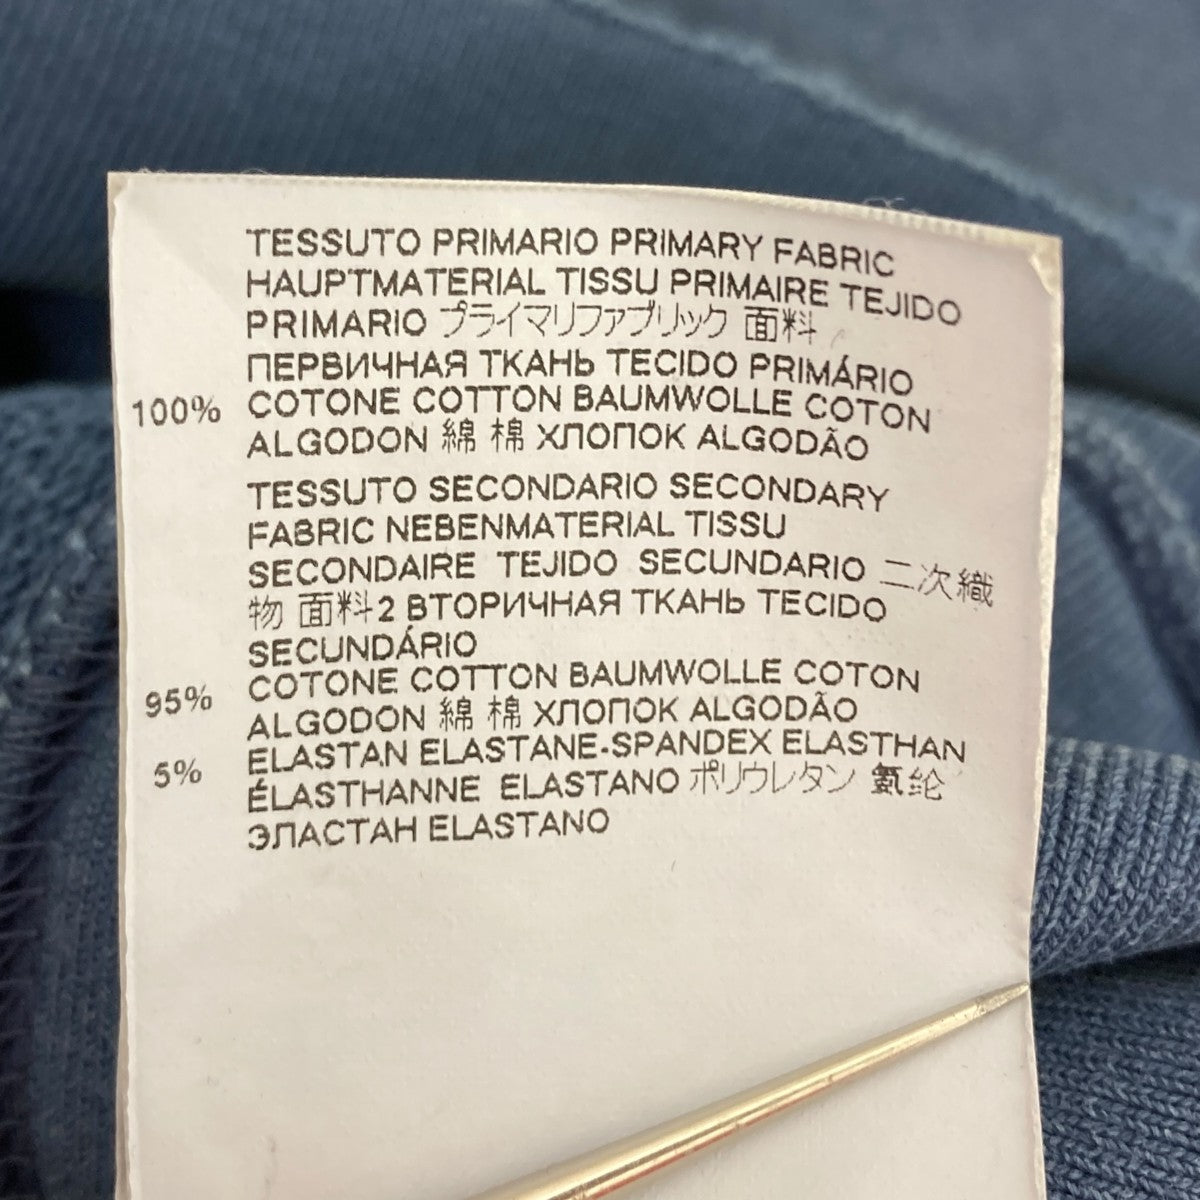 TESSUTO PRIMARIO PRIMARY FABRIC
HAUPTMATERIAL TISSU PRIMAIRE TEJIDO
PRIMARIO プライマリファブリック 面料
ПЕРВИЧНАЯ ТКАНЬ TECIDO PRIMÁRIO
100% COTONE COTTON BAUMWOLLE COTON
ALGODON 綿 棉 ХЛОПОК ALGODÃO
TESSUTO SECONDARIO SECONDARY
FABRIC NEBENMATERIAL TISSU
SECONDAIRE TEJIDO SECUNDARIO 二次織
物 面料2 ВТОРИЧНАЯ ТКАНЬ TECIDO
SECUNDÁRIO
95% COTONE COTTON BAUMWOLLE COTON
ALGODON 綿 棉 ХЛОПОК ALGODÃO
5% ELASTAN ELASTANE-SPANDEX ELASTHAN
ÉLASTHANNE ELASTANO ポリウレタン 氨纶
ЭЛАСТАН ELASTANO